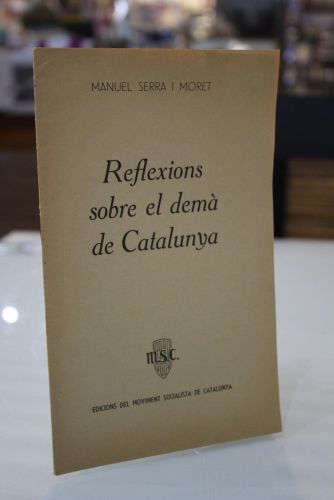 MANUEL SERRA I MORET
Reflexions
sobre el demà
de Catalunya
M.S.C.
EDICIONS DEL MOVIMENT SOCIALISTA DE CATALUNYA